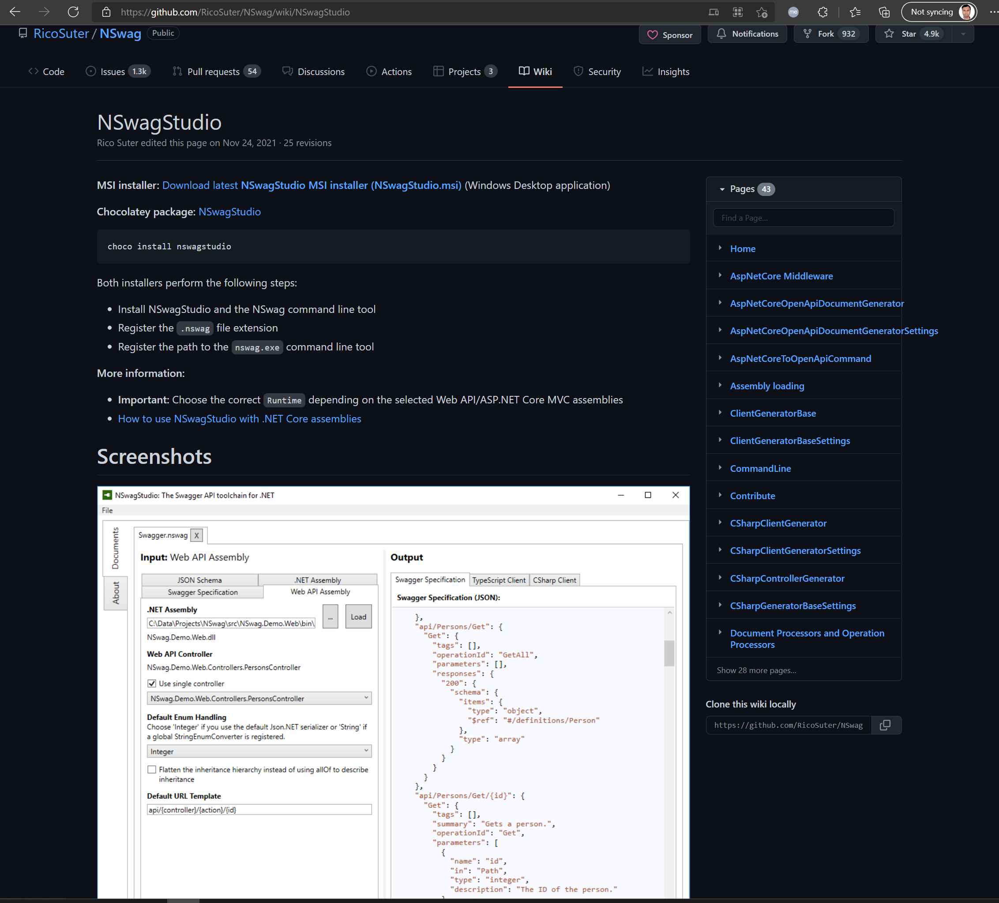 https://github.com/RicoSuter/NSwag/wiki/NSwagStudio
me
Not syncing
RicoSuter / NSwag Public
Sponsor
Notifications
Fork 932
Star 4.9k
Code
Issues 1.3k
Pull requests 54
Discussions
Actions
Projects 3
Wiki
Security
Insights
NSwagStudio
Rico Suter edited this page on Nov 24, 2021 · 25 revisions
MSI installer: Download latest NSwagStudio MSI installer (NSwagStudio.msi) (Windows Desktop application)
Chocolatey package: NSwagStudio
choco install nswagstudio
Both installers perform the following steps:
Install NSwagStudio and the NSwag command line tool
Register the .nswag file extension
Register the path to the nswag.exe command line tool
More information:
Important: Choose the correct Runtime depending on the selected Web API/ASP.NET Core MVC assemblies
How to use NSwagStudio with .NET Core assemblies
Screenshots
NSwagStudio: The Swagger API toolchain for .NET
File
Documents
About
Swagger.nswag X
Input: Web API Assembly
JSON Schema
.NET Assembly
Swagger Specification
Web API Assembly
.NET Assembly
C:\Data\Projects\NSwag\src\NSwag.Demo.Web\bin\
...
Load
NSwag.Demo.Web.dll
Web API Controller
NSwag.Demo.Web.Controllers.PersonsController
Use single controller
NSwag.Demo.Web.Controllers.PersonsController
Default Enum Handling
Choose 'Integer' if you use the default Json.NET serializer or 'String' if
a global StringEnumConverter is registered.
Integer
Flatten the inheritance hierarchy instead of using allOf to describe
inheritance
Default URL Template
api/{controller}/{action}/{id}
Output
Swagger Specification
TypeScript Client
CSharp Client
Swagger Specification (JSON):
},
"api/Persons/Get": {
"Get": {
"tags": [],
"operationId": "GetAll",
"parameters": [],
"responses": {
"200": {
"schema": {
"items": {
"type": "object",
"$ref": "#/definitions/Person"
},
"type": "array"
}
}
}
}
},
"api/Persons/Get/{id}": {
"Get": {
"tags": [],
"summary": "Gets a person.",
"operationId": "Get",
"parameters": [
{
"name": "id",
"in": "Path",
"type": "integer",
"description": "The ID of the person."
Pages 43
Find a Page...
Home
AspNetCore Middleware
AspNetCoreOpenApiDocumentGenerator
AspNetCoreOpenApiDocumentGeneratorSettings
AspNetCoreToOpenApiCommand
Assembly loading
ClientGeneratorBase
ClientGeneratorBaseSettings
CommandLine
Contribute
CSharpClientGenerator
CSharpClientGeneratorSettings
CSharpControllerGenerator
CSharpGeneratorBaseSettings
Document Processors and Operation
Processors
Show 28 more pages...
Clone this wiki locally
https://github.com/RicoSuter/NSwag